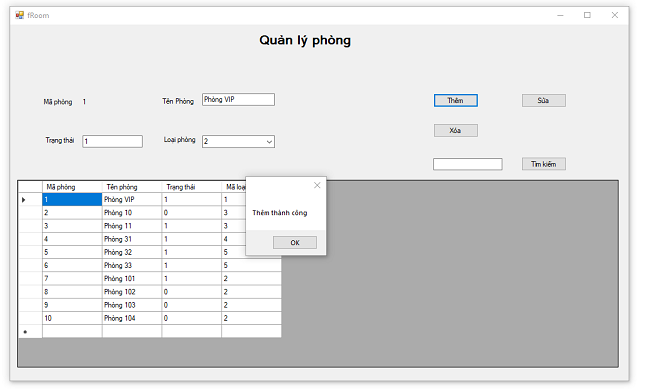 fRoom
Quản lý phòng
Mã phòng 1 Tên Phòng Phòng VIP Thêm Sửa
Xóa
Trạng thái 1 Loại phòng 2
Tìm kiếm
Mã phòng Tên phòng Trạng thái Mã loại
1 Phòng VIP 1 1
2 Phòng 10 0 3
3 Phòng 11 1 3
4 Phòng 31 1 4
5 Phòng 32 1 5
6 Phòng 33 1 5
7 Phòng 101 1 2
8 Phòng 102 0 2
9 Phòng 103 0 2
10 Phòng 104 0 2
Thêm thành công
OK